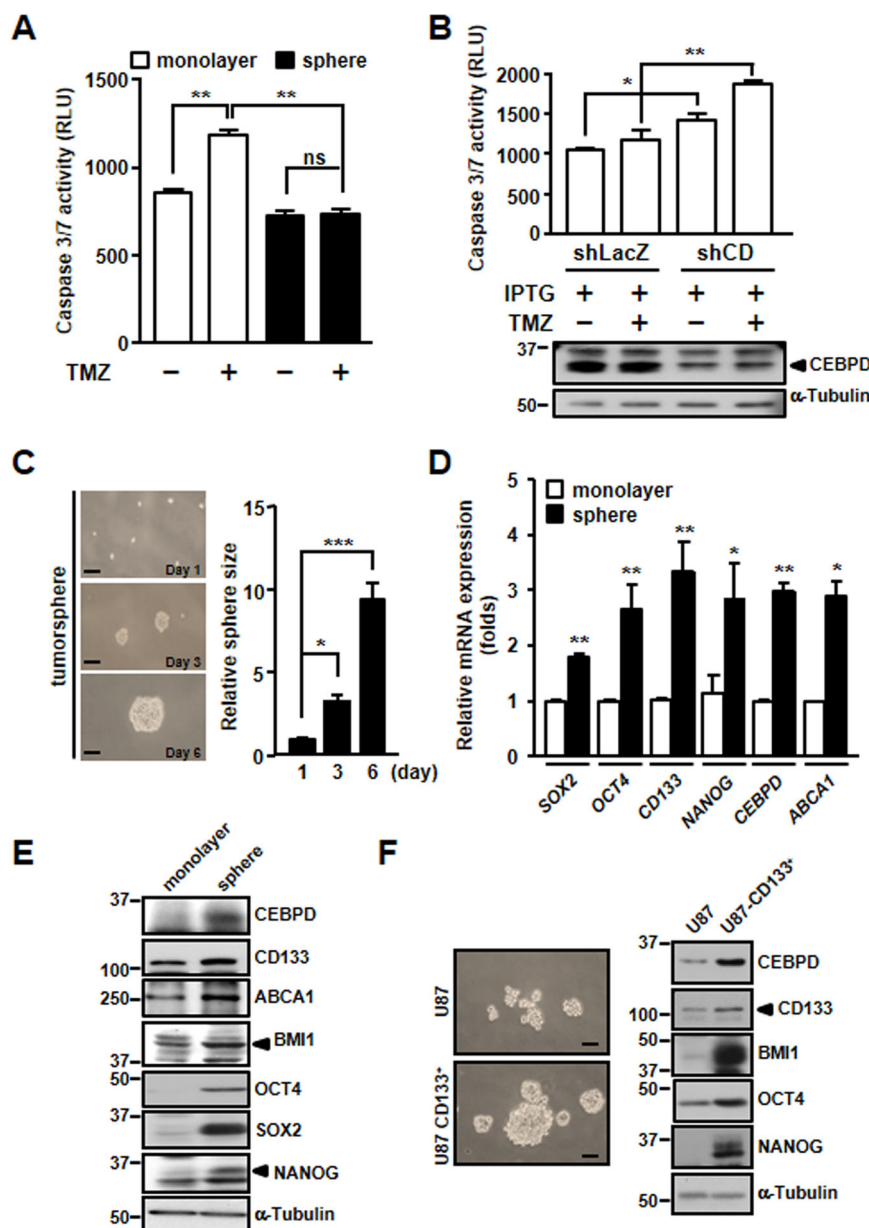 A
monolayer sphere
Caspase 3/7 activity (RLU)
1500
1000
500
0
** **
ns
TMZ − + − +
B
Caspase 3/7 activity (RLU)
2000
1500
1000
500
0
* **
shLacZ shCD
IPTG + + + +
TMZ − + − +
37
CEBPD
50
α-Tubulin
C
tumorsphere
Day 1
Day 3
Day 6
Relative sphere size
15
10
5
0
***
*
1 3 6 (day)
D
Relative mRNA expression
(folds)
monolayer
sphere
5
4
3
2
1
0
** ** ** * ** *
SOX2 OCT4 CD133 NANOG CEBPD ABCA1
E
monolayer sphere
37
CEBPD
CD133
100
250
ABCA1
BMI1
37
50
OCT4
37
SOX2
37
NANOG
50
α-Tubulin
F
U87
U87 CD133+
U87 U87-CD133+
37
CEBPD
100
CD133
50
BMI1
37
50
OCT4
37
NANOG
50
α-Tubulin